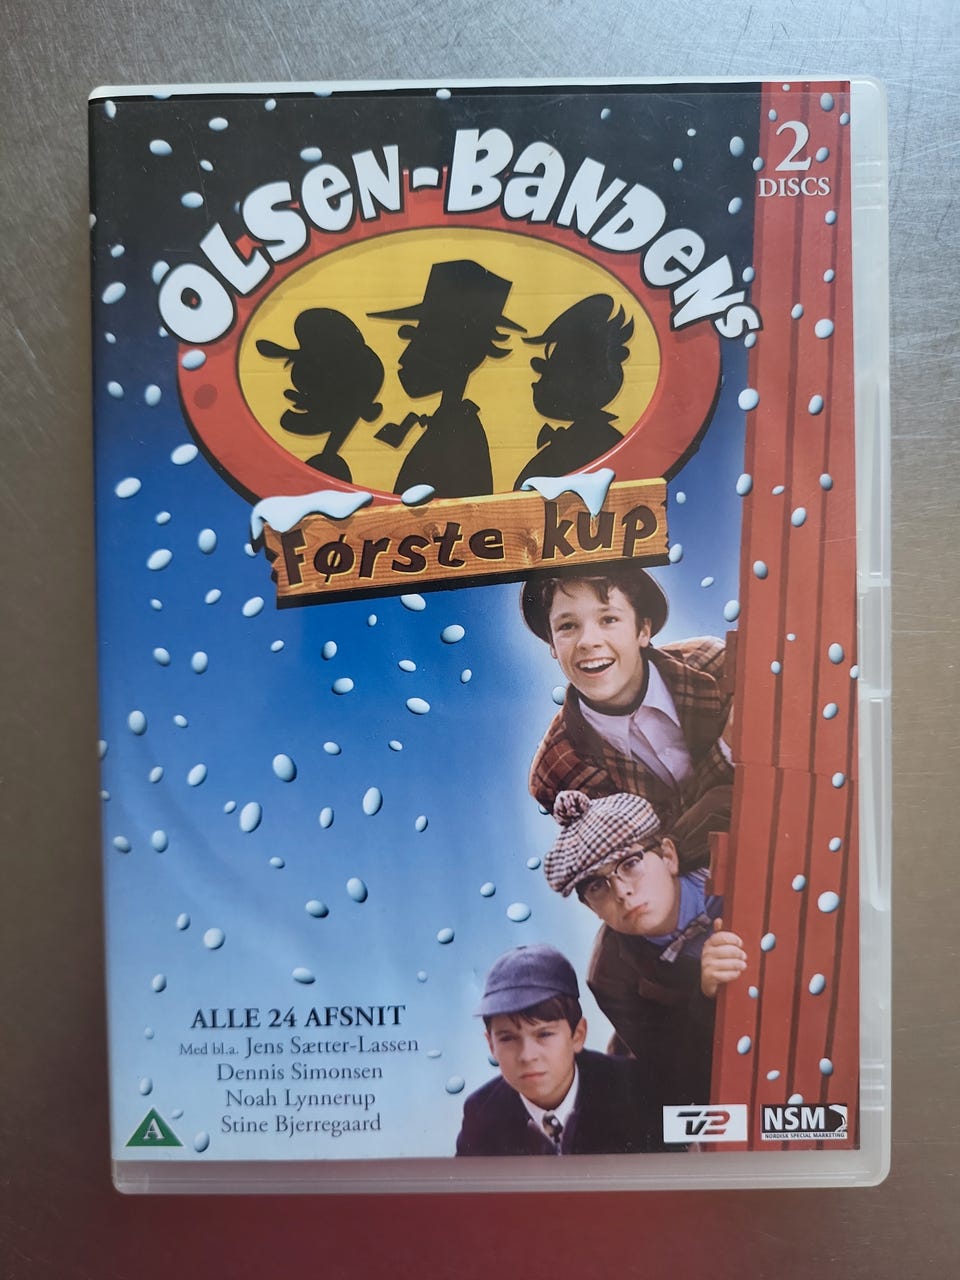 2
DISCS
OLSEN-BANDENS
Første kup
ALLE 24 AFSNIT
Med bl.a. Jens Sætter-Lassen
Dennis Simonsen
Noah Lynnerup
Stine Bjerregaard
A
TV2
NSM
NORDISK SPECIAL MARKETING